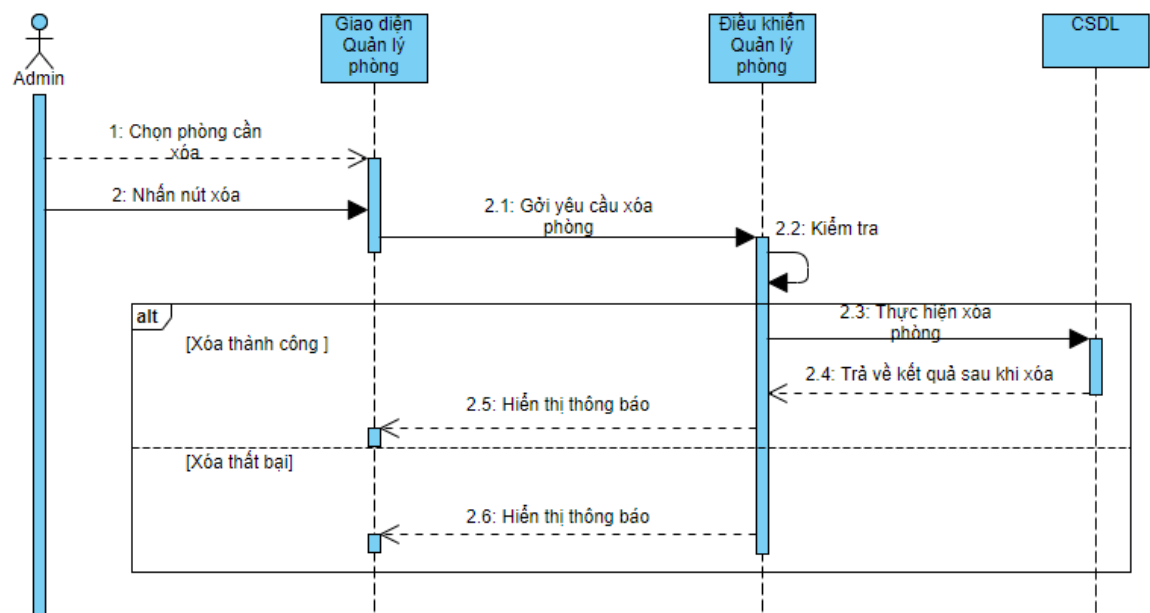 Admin
Giao diện
Quản lý
phòng
Điều khiển
Quản lý
phòng
CSDL
1: Chọn phòng cần
xóa
2: Nhấn nút xóa
2.1: Gởi yêu cầu xóa
phòng
2.2: Kiểm tra
alt
[Xóa thành công ]
2.3: Thực hiện xóa
phòng
2.4: Trả về kết quả sau khi xóa
2.5: Hiển thị thông báo
[Xóa thất bại]
2.6: Hiển thị thông báo